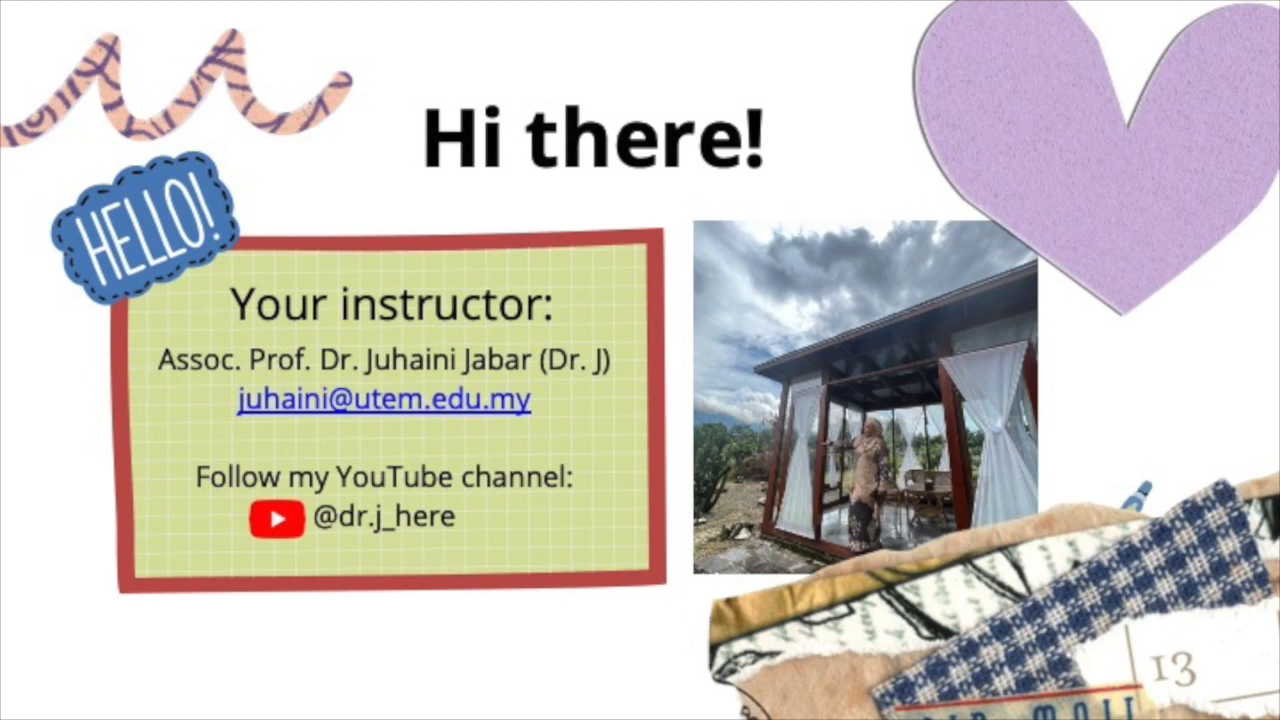 Hi there!
HELLO!
Your instructor:
Assoc. Prof. Dr. Juhaini Jabar (Dr. J)
juhaini@utem.edu.my
Follow my YouTube channel:
@dr.j_here
13